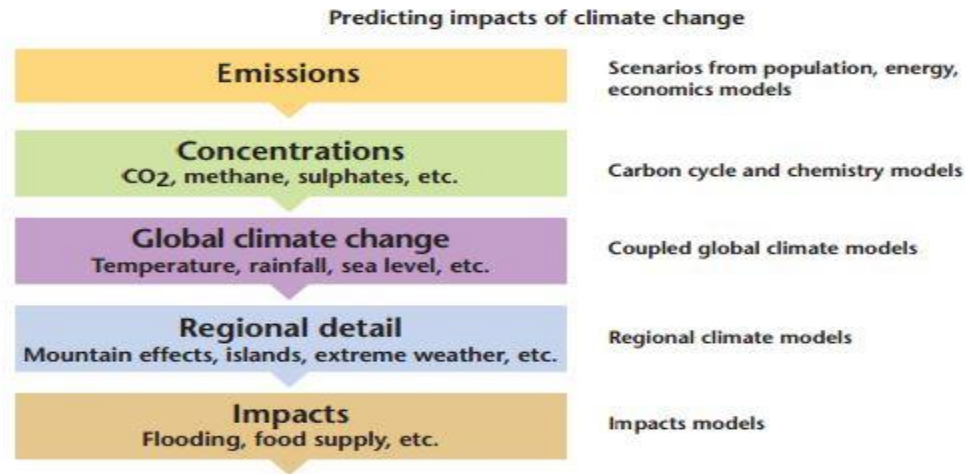 Predicting impacts of climate change
Emissions
Scenarios from population, energy,
economics models
Concentrations
CO2, methane, sulphates, etc.
Carbon cycle and chemistry models
Global climate change
Temperature, rainfall, sea level, etc.
Coupled global climate models
Regional detail
Mountain effects, islands, extreme weather, etc.
Regional climate models
Impacts
Flooding, food supply, etc.
Impacts models